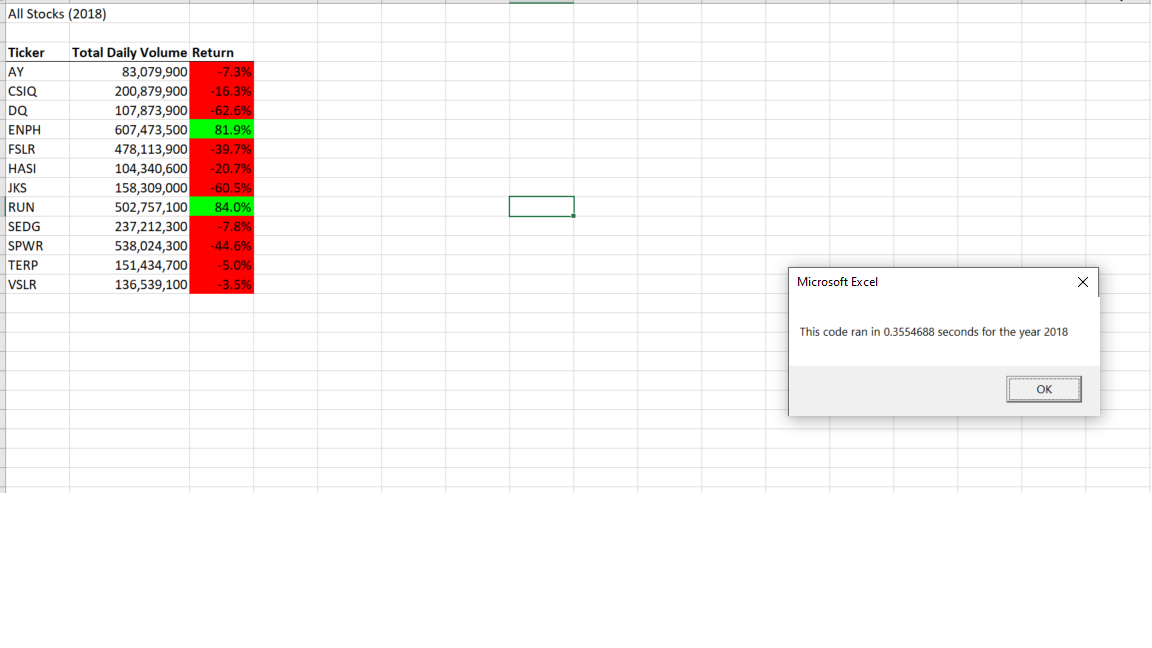 All Stocks (2018)
Ticker Total Daily Volume Return
AY 83,079,900 -7.3%
CSIQ 200,879,900 -16.3%
DQ 107,873,900 -62.6%
ENPH 607,473,500 81.9%
FSLR 478,113,900 -39.7%
HASI 104,340,600 -20.7%
JKS 158,309,000 -60.5%
RUN 502,757,100 84.0%
SEDG 237,212,300 -7.8%
SPWR 538,024,300 -44.6%
TERP 151,434,700 -5.0%
VSLR 136,539,100 -3.5%
Microsoft Excel
This code ran in 0.3554688 seconds for the year 2018
OK